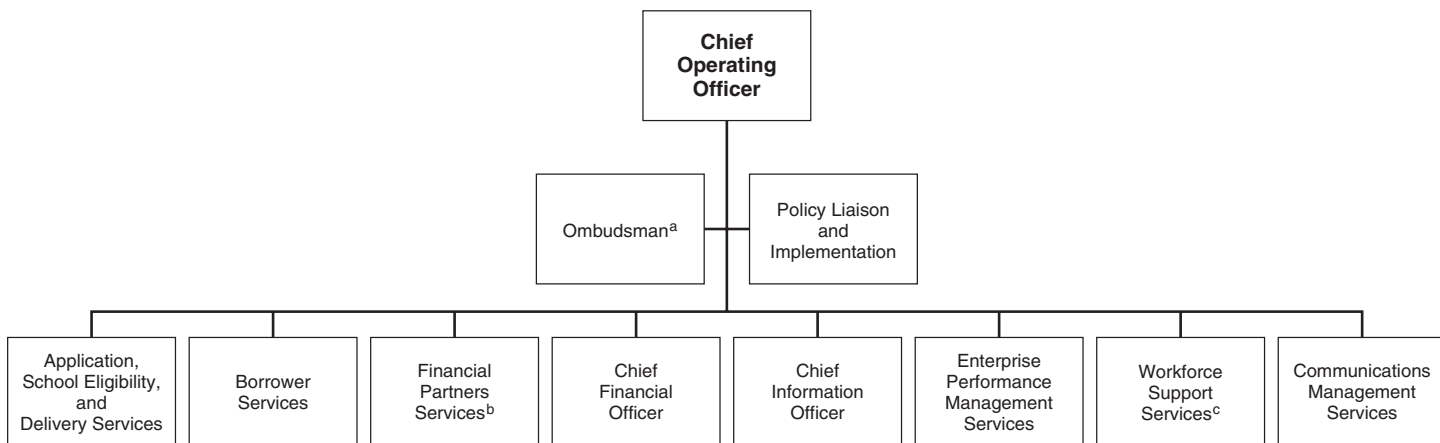 Chief
Operating
Officer
Ombudsmanᵃ
Policy Liaison
and
Implementation
Application,
School Eligibility,
and
Delivery Services
Borrower
Services
Financial
Partners
Servicesᵇ
Chief
Financial
Officer
Chief
Information
Officer
Enterprise
Performance
Management
Services
Workforce
Support
Servicesᶜ
Communications
Management
Services